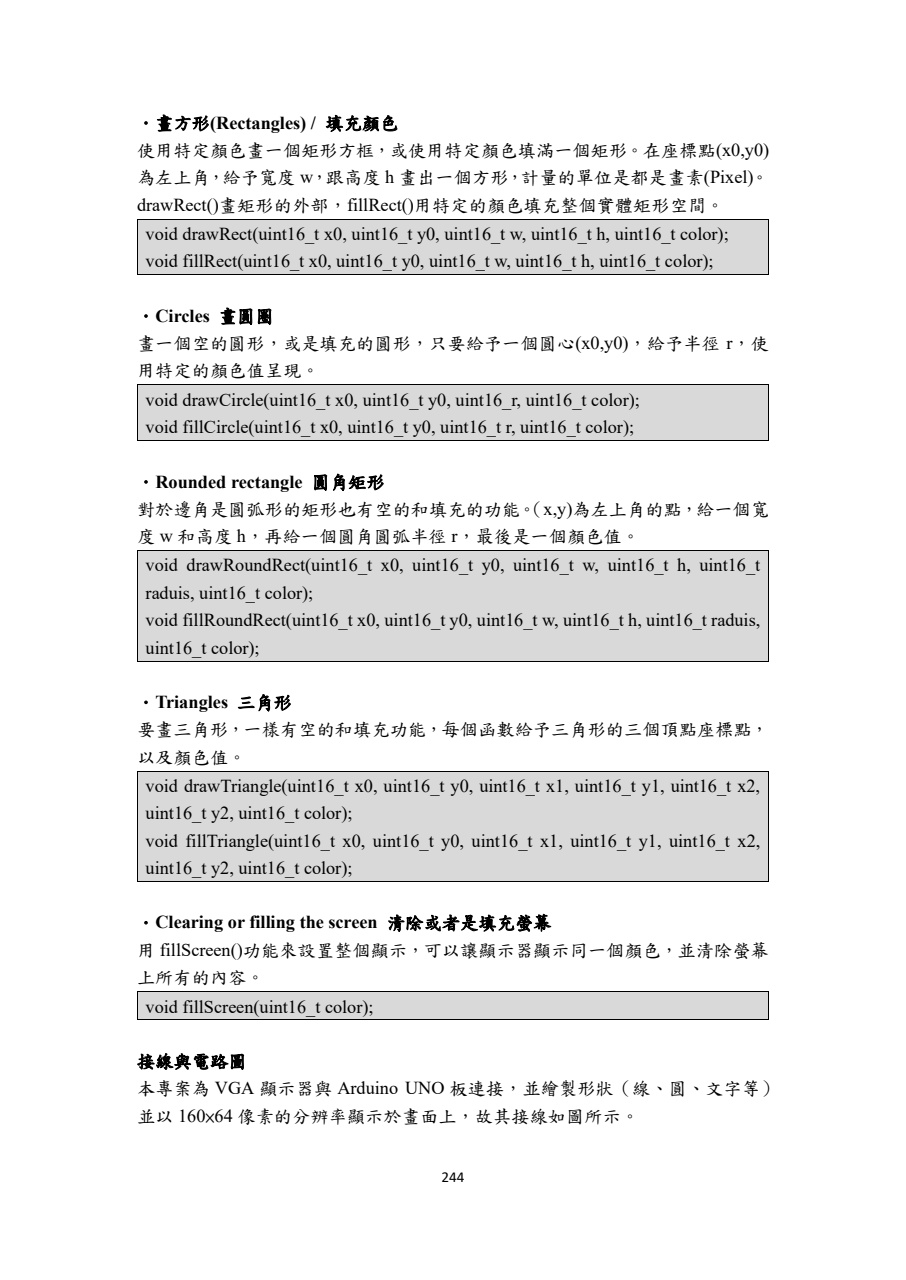 ・畫方形(Rectangles) / 填充顏色
使用特定顏色畫一個矩形方框，或使用特定顏色填滿一個矩形。在座標點(x0,y0)
為左上角，給予寬度 w，跟高度 h 畫出一個方形，計量的單位是都是畫素(Pixel)。
drawRect()畫矩形的外部，fillRect()用特定的顏色填充整個實體矩形空間。
void drawRect(uint16_t x0, uint16_t y0, uint16_t w, uint16_t h, uint16_t color);
void fillRect(uint16_t x0, uint16_t y0, uint16_t w, uint16_t h, uint16_t color);
・Circles 畫圓圈
畫一個空的圓形，或是填充的圓形，只要給予一個圓心(x0,y0)，給予半徑 r，使
用特定的顏色值呈現。
void drawCircle(uint16_t x0, uint16_t y0, uint16_r, uint16_t color);
void fillCircle(uint16_t x0, uint16_t y0, uint16_t r, uint16_t color);
・Rounded rectangle 圓角矩形
對於邊角是圓弧形的矩形也有空的和填充的功能。（x,y)為左上角的點，給一個寬
度 w 和高度 h，再給一個圓角圓弧半徑 r，最後是一個顏色值。
void drawRoundRect(uint16_t x0, uint16_t y0, uint16_t w, uint16_t h, uint16_t
raduis, uint16_t color);
void fillRoundRect(uint16_t x0, uint16_t y0, uint16_t w, uint16_t h, uint16_t raduis,
uint16_t color);
・Triangles 三角形
要畫三角形，一樣有空的和填充功能，每個函數給予三角形的三個頂點座標點，
以及顏色值。
void drawTriangle(uint16_t x0, uint16_t y0, uint16_t x1, uint16_t y1, uint16_t x2,
uint16_t y2, uint16_t color);
void fillTriangle(uint16_t x0, uint16_t y0, uint16_t x1, uint16_t y1, uint16_t x2,
uint16_t y2, uint16_t color);
・Clearing or filling the screen 清除或者是填充螢幕
用 fillScreen()功能來設置整個顯示，可以讓顯示器顯示同一個顏色，並清除螢幕
上所有的內容。
void fillScreen(uint16_t color);
接線與電路圖
本專案為 VGA 顯示器與 Arduino UNO 板連接，並繪製形狀（線、圓、文字等）
並以 160x64 像素的分辨率顯示於畫面上，故其接線如圖所示。
244